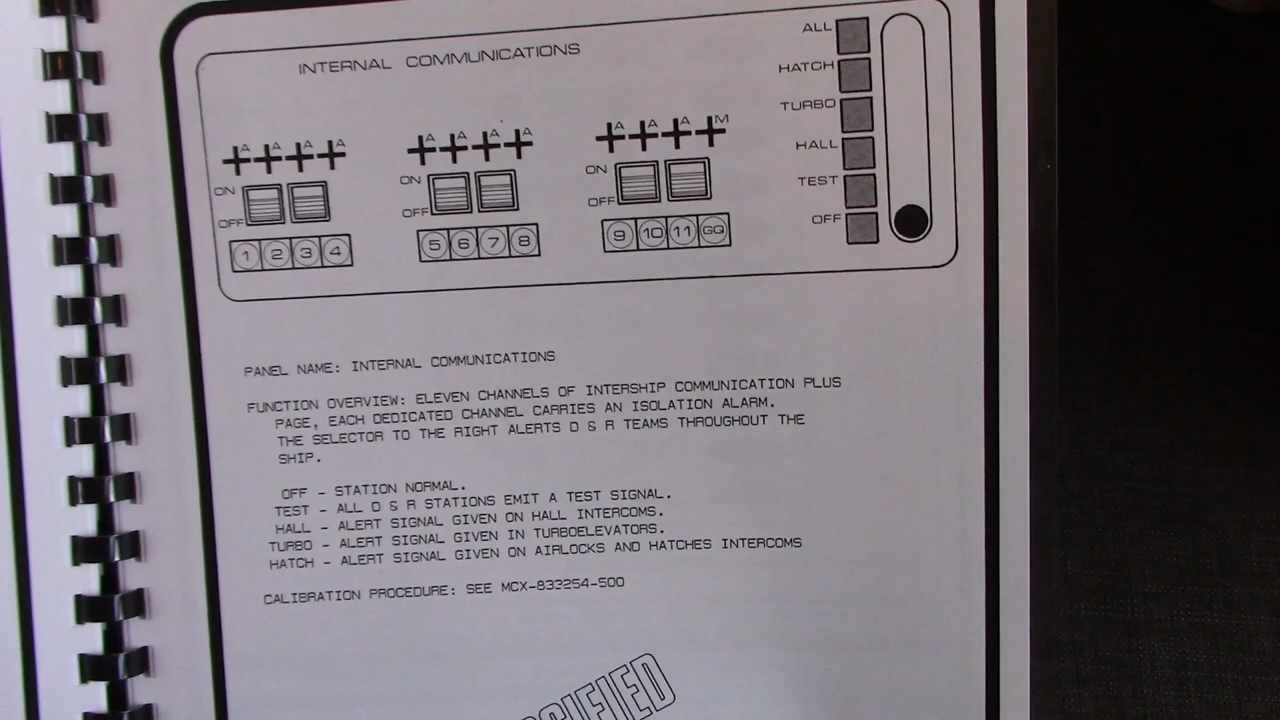 INTERNAL COMMUNICATIONS
A A A A
A A A A
A A A M
ON
OFF
ON
OFF
ON
OFF
1 2 3 4
5 6 7 8
9 10 11 GQ
ALL
HATCH
TURBO
HALL
TEST
OFF
PANEL NAME: INTERNAL COMMUNICATIONS
FUNCTION OVERVIEW: ELEVEN CHANNELS OF INTERSHIP COMMUNICATION PLUS
PAGE, EACH DEDICATED CHANNEL CARRIES AN ISOLATION ALARM.
THE SELECTOR TO THE RIGHT ALERTS D & R TEAMS THROUGHOUT THE
SHIP.
OFF - STATION NORMAL.
TEST - ALL D & R STATIONS EMIT A TEST SIGNAL.
HALL - ALERT SIGNAL GIVEN ON HALL INTERCOMS.
TURBO - ALERT SIGNAL GIVEN IN TURBOELEVATORS.
HATCH - ALERT SIGNAL GIVEN ON AIRLOCKS AND HATCHES INTERCOMS
CALIBRATION PROCEDURE: SEE MCX-833254-500